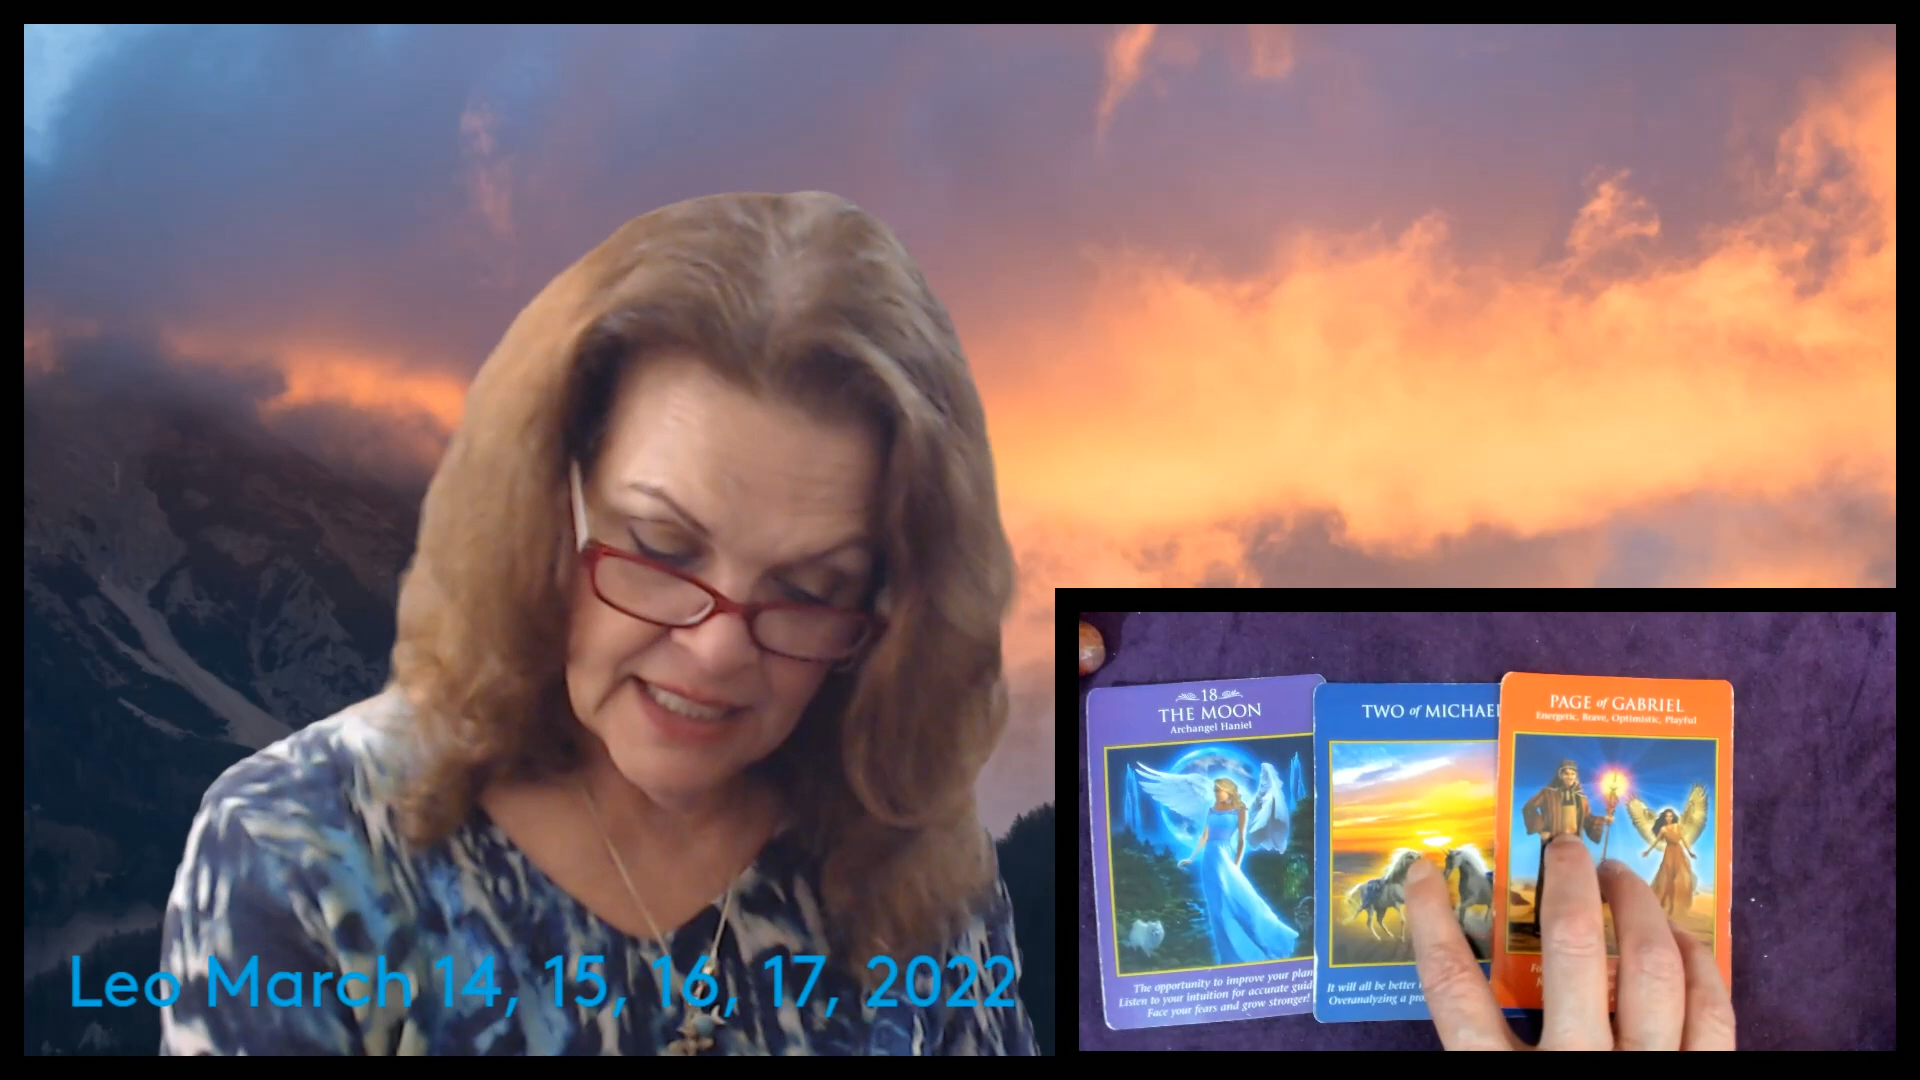 Leo March 14, 15, 16, 17, 2022
18
THE MOON
Archangel Haniel
The opportunity to improve your plan
Listen to your intuition for accurate guid
Face your fears and grow stronger!
TWO of MICHAEL
It will all be better
Overanalyzing a pro
PAGE of GABRIEL
Energetic, Brave, Optimistic, Playful